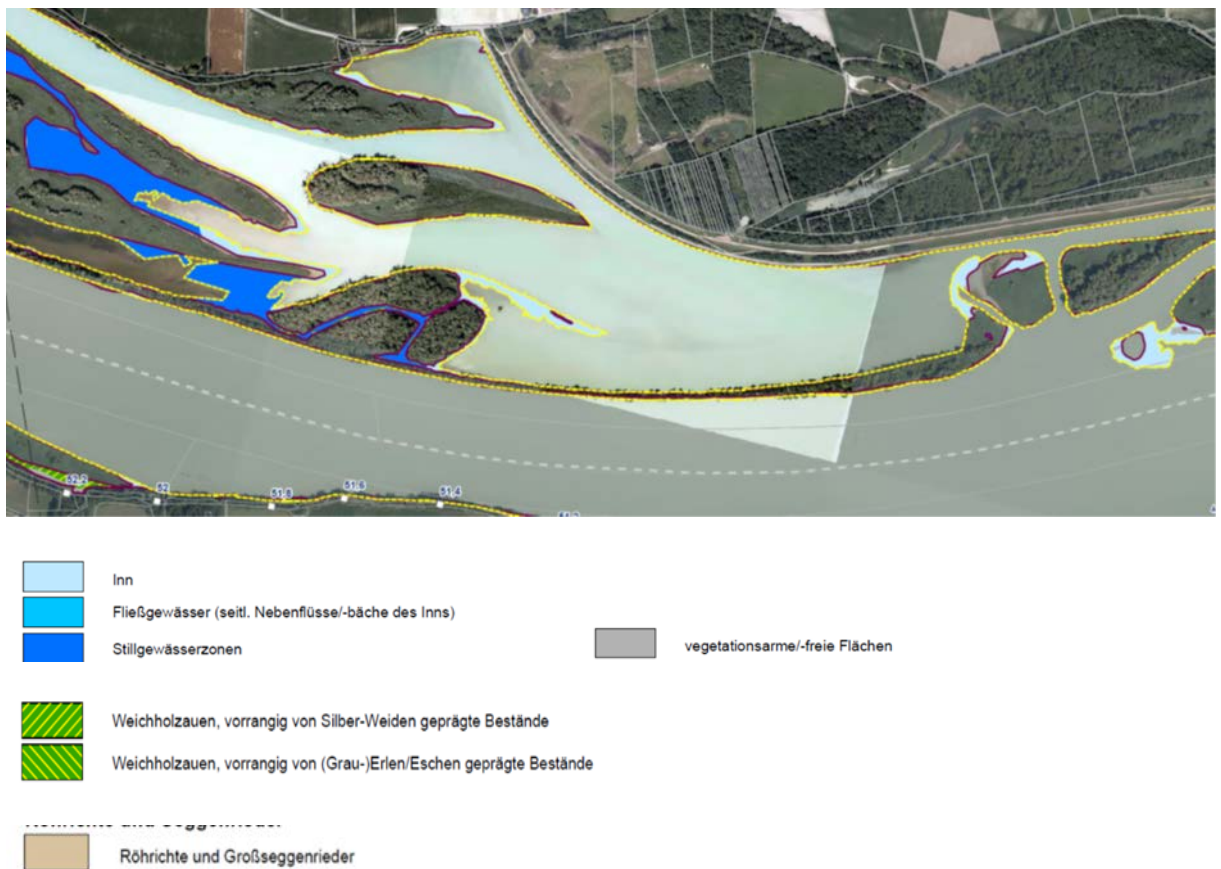 52,2
52
51,8
51,6
51,4
51,2
Inn
Fließgewässer (seitl. Nebenflüsse/-bäche des Inns)
Stillgewässerzonen
vegetationsarme/-freie Flächen
Weichholzauen, vorrangig von Silber-Weiden geprägte Bestände
Weichholzauen, vorrangig von (Grau-)Erlen/Eschen geprägte Bestände
Röhrichte und Großseggenrieder